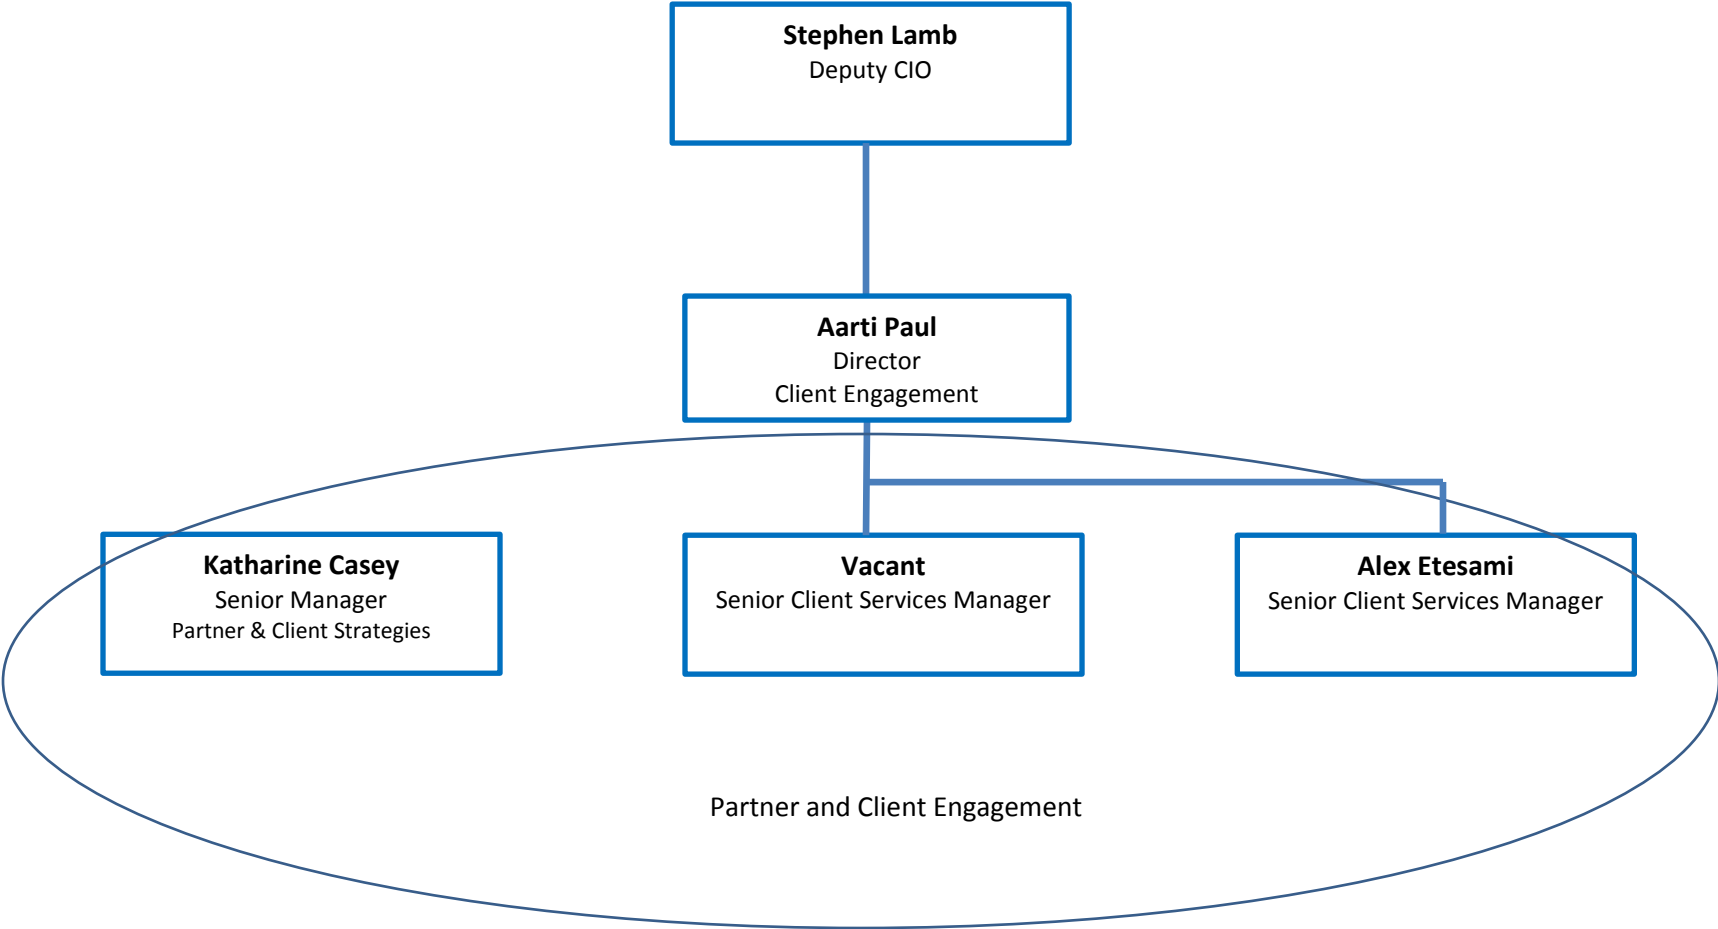 Stephen Lamb
Deputy CIO
Aarti Paul
Director
Client Engagement
Katharine Casey
Senior Manager
Partner & Client Strategies
Vacant
Senior Client Services Manager
Alex Etesami
Senior Client Services Manager
Partner and Client Engagement